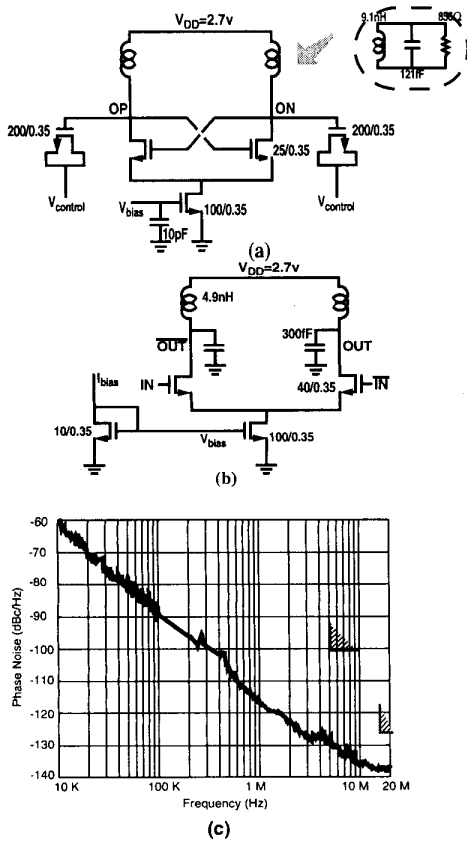 (a)
V_DD=2.7v
9.1nH
121fF
OP
ON
200/0.35
25/0.35
200/0.35
V_control
V_bias
100/0.35
V_control
10pF
(a)
V_DD=2.7v
4.9nH
OUT
300fF
OUT
I_bias
IN
40/0.35
IN
10/0.35
V_bias
100/0.35
(b)
-60
-70
-80
-90
-100
-110
-120
-130
-140
Phase Noise (dBc/Hz)
10 K
100 K
1 M
10 M
20 M
Frequency (Hz)
(c)